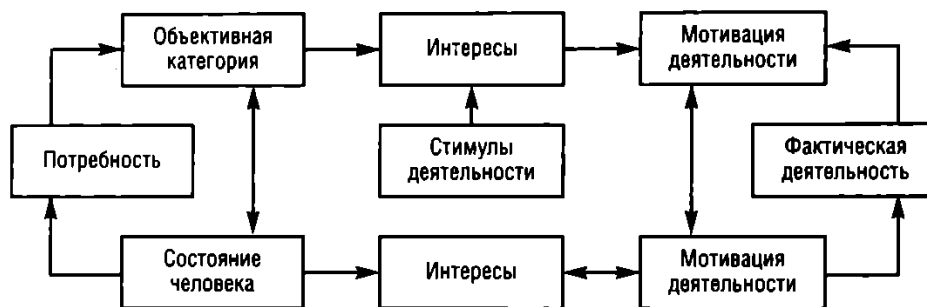 Объективная
категория
Интересы
Мотивация
деятельности
Потребность
Стимулы
деятельности
Фактическая
деятельность
Состояние
человека
Интересы
Мотивация
деятельности